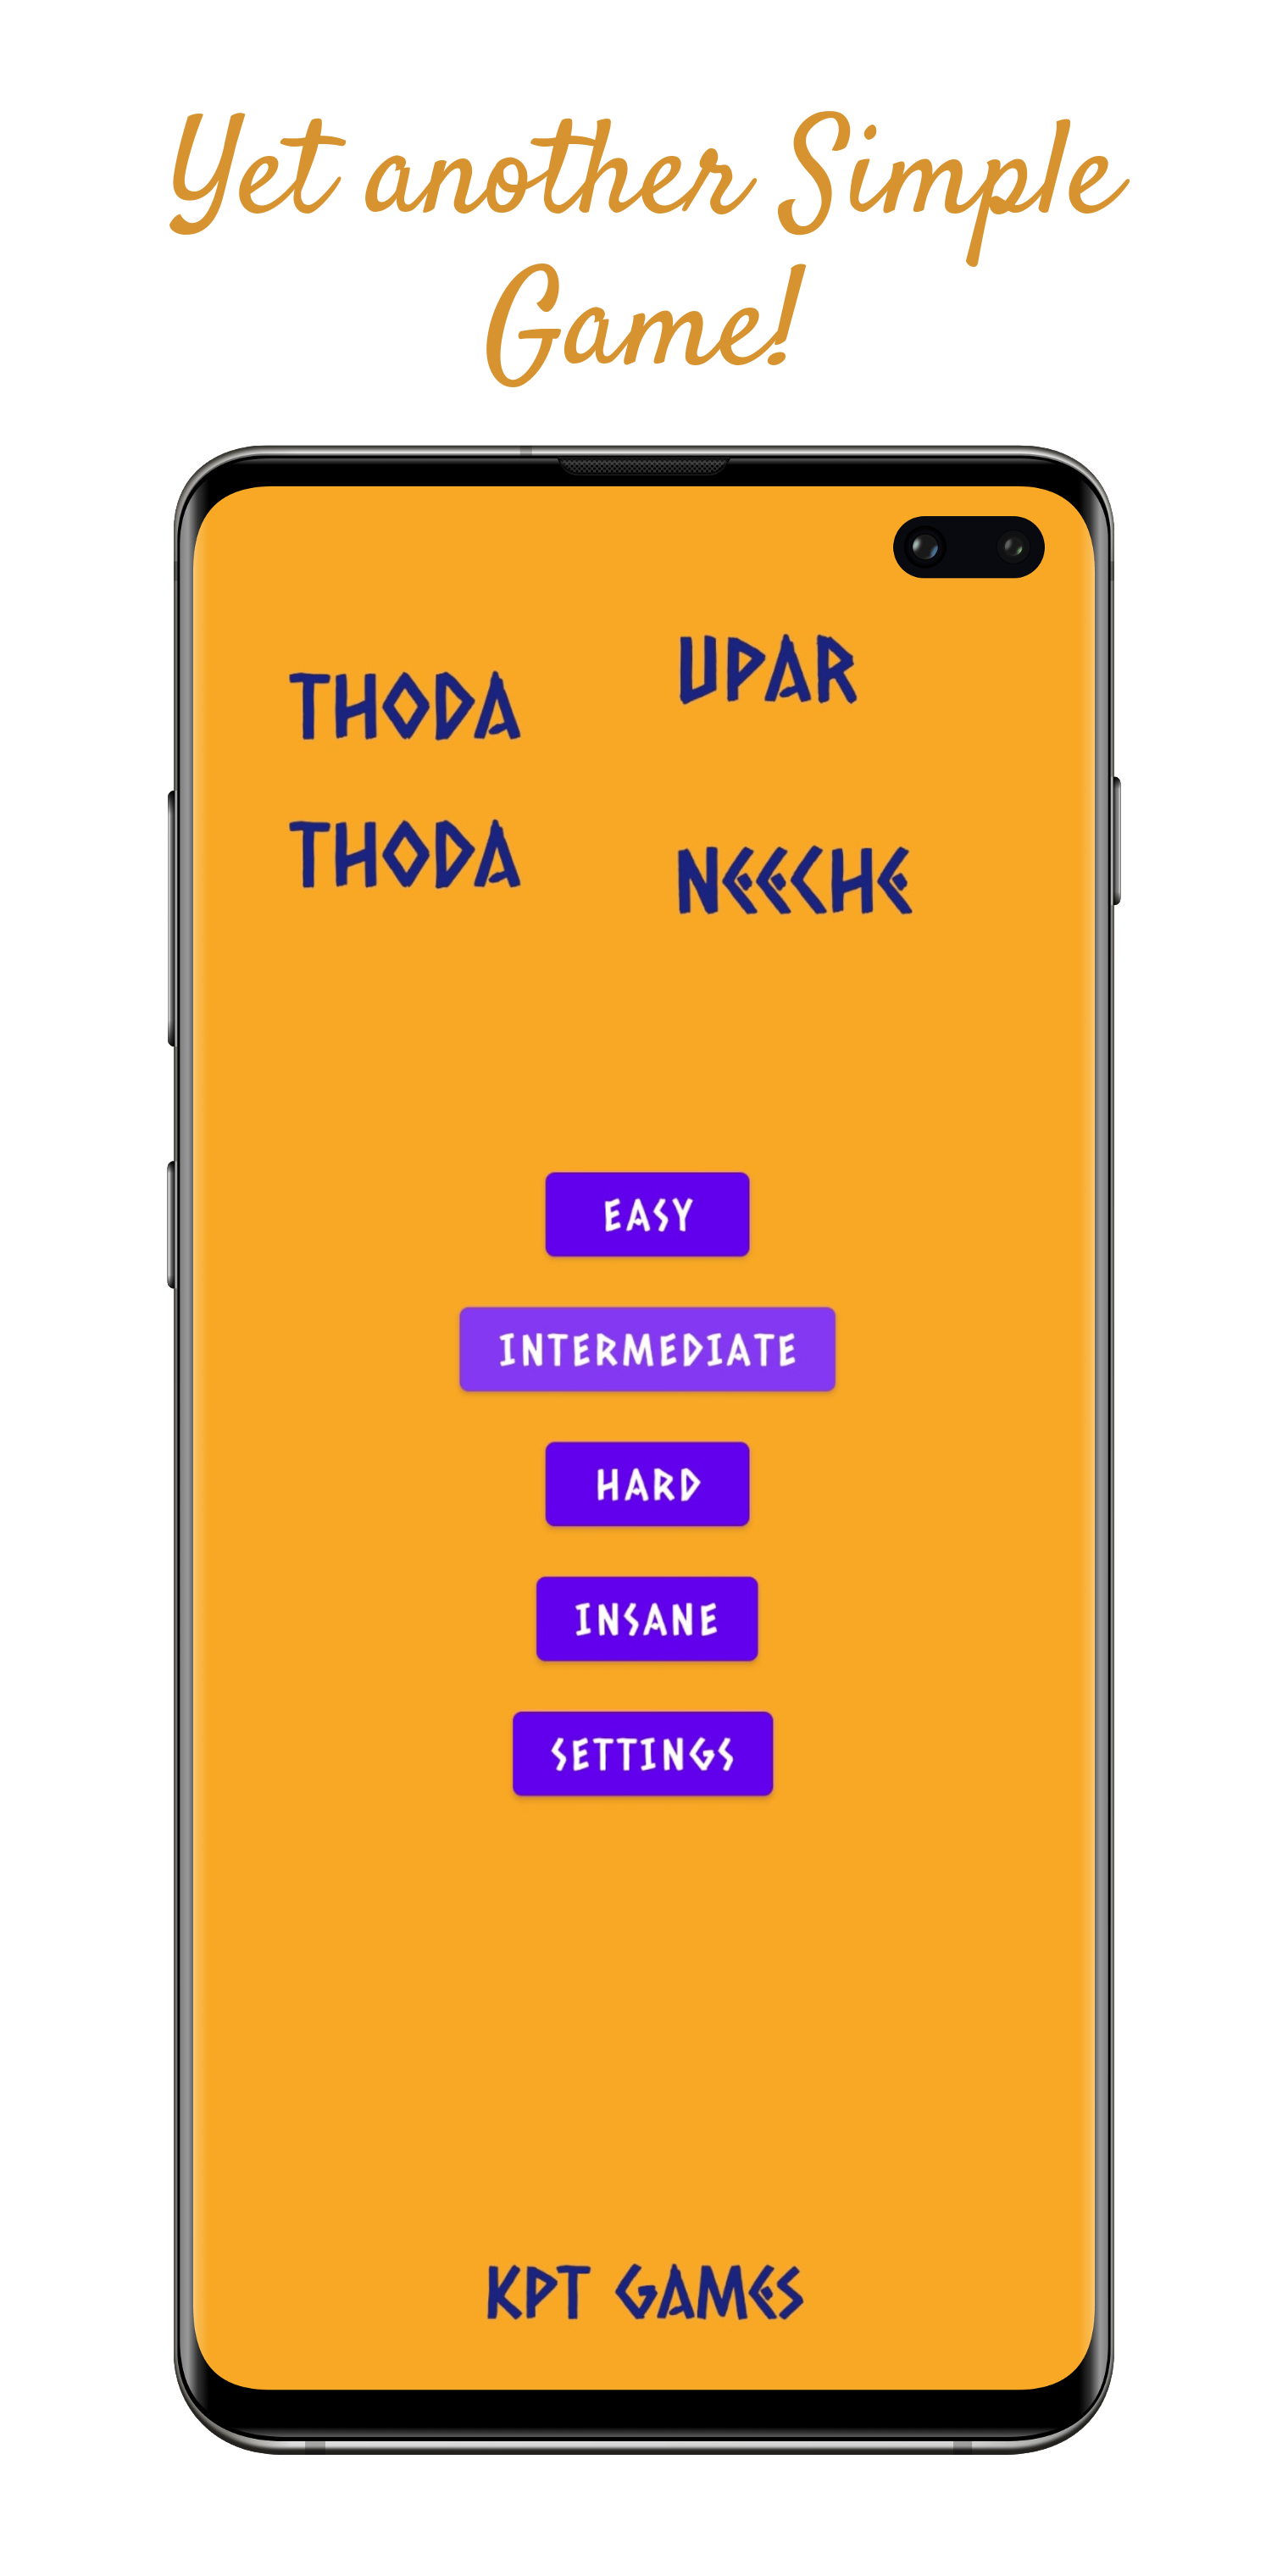 Yet another Simple
Game!
THODA UPAR
THODA NEECHE
EASY
INTERMEDIATE
HARD
INSANE
SETTINGS
KPT GAMES